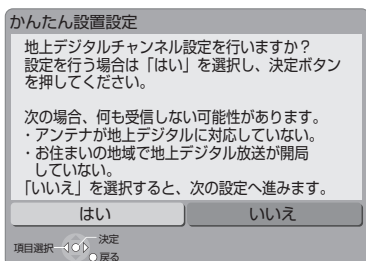 かんたん設置設定
地上デジタルチャンネル設定を行いますか？
設定を行う場合は「はい」を選択し、決定ボタン
を押してください。
次の場合、何も受信しない可能性があります。
・アンテナが地上デジタルに対応していない。
・お住まいの地域で地上デジタル放送が開局
していない。
「いいえ」を選択すると、次の設定へ進みます。
はい いいえ
決定
項目選択
戻る